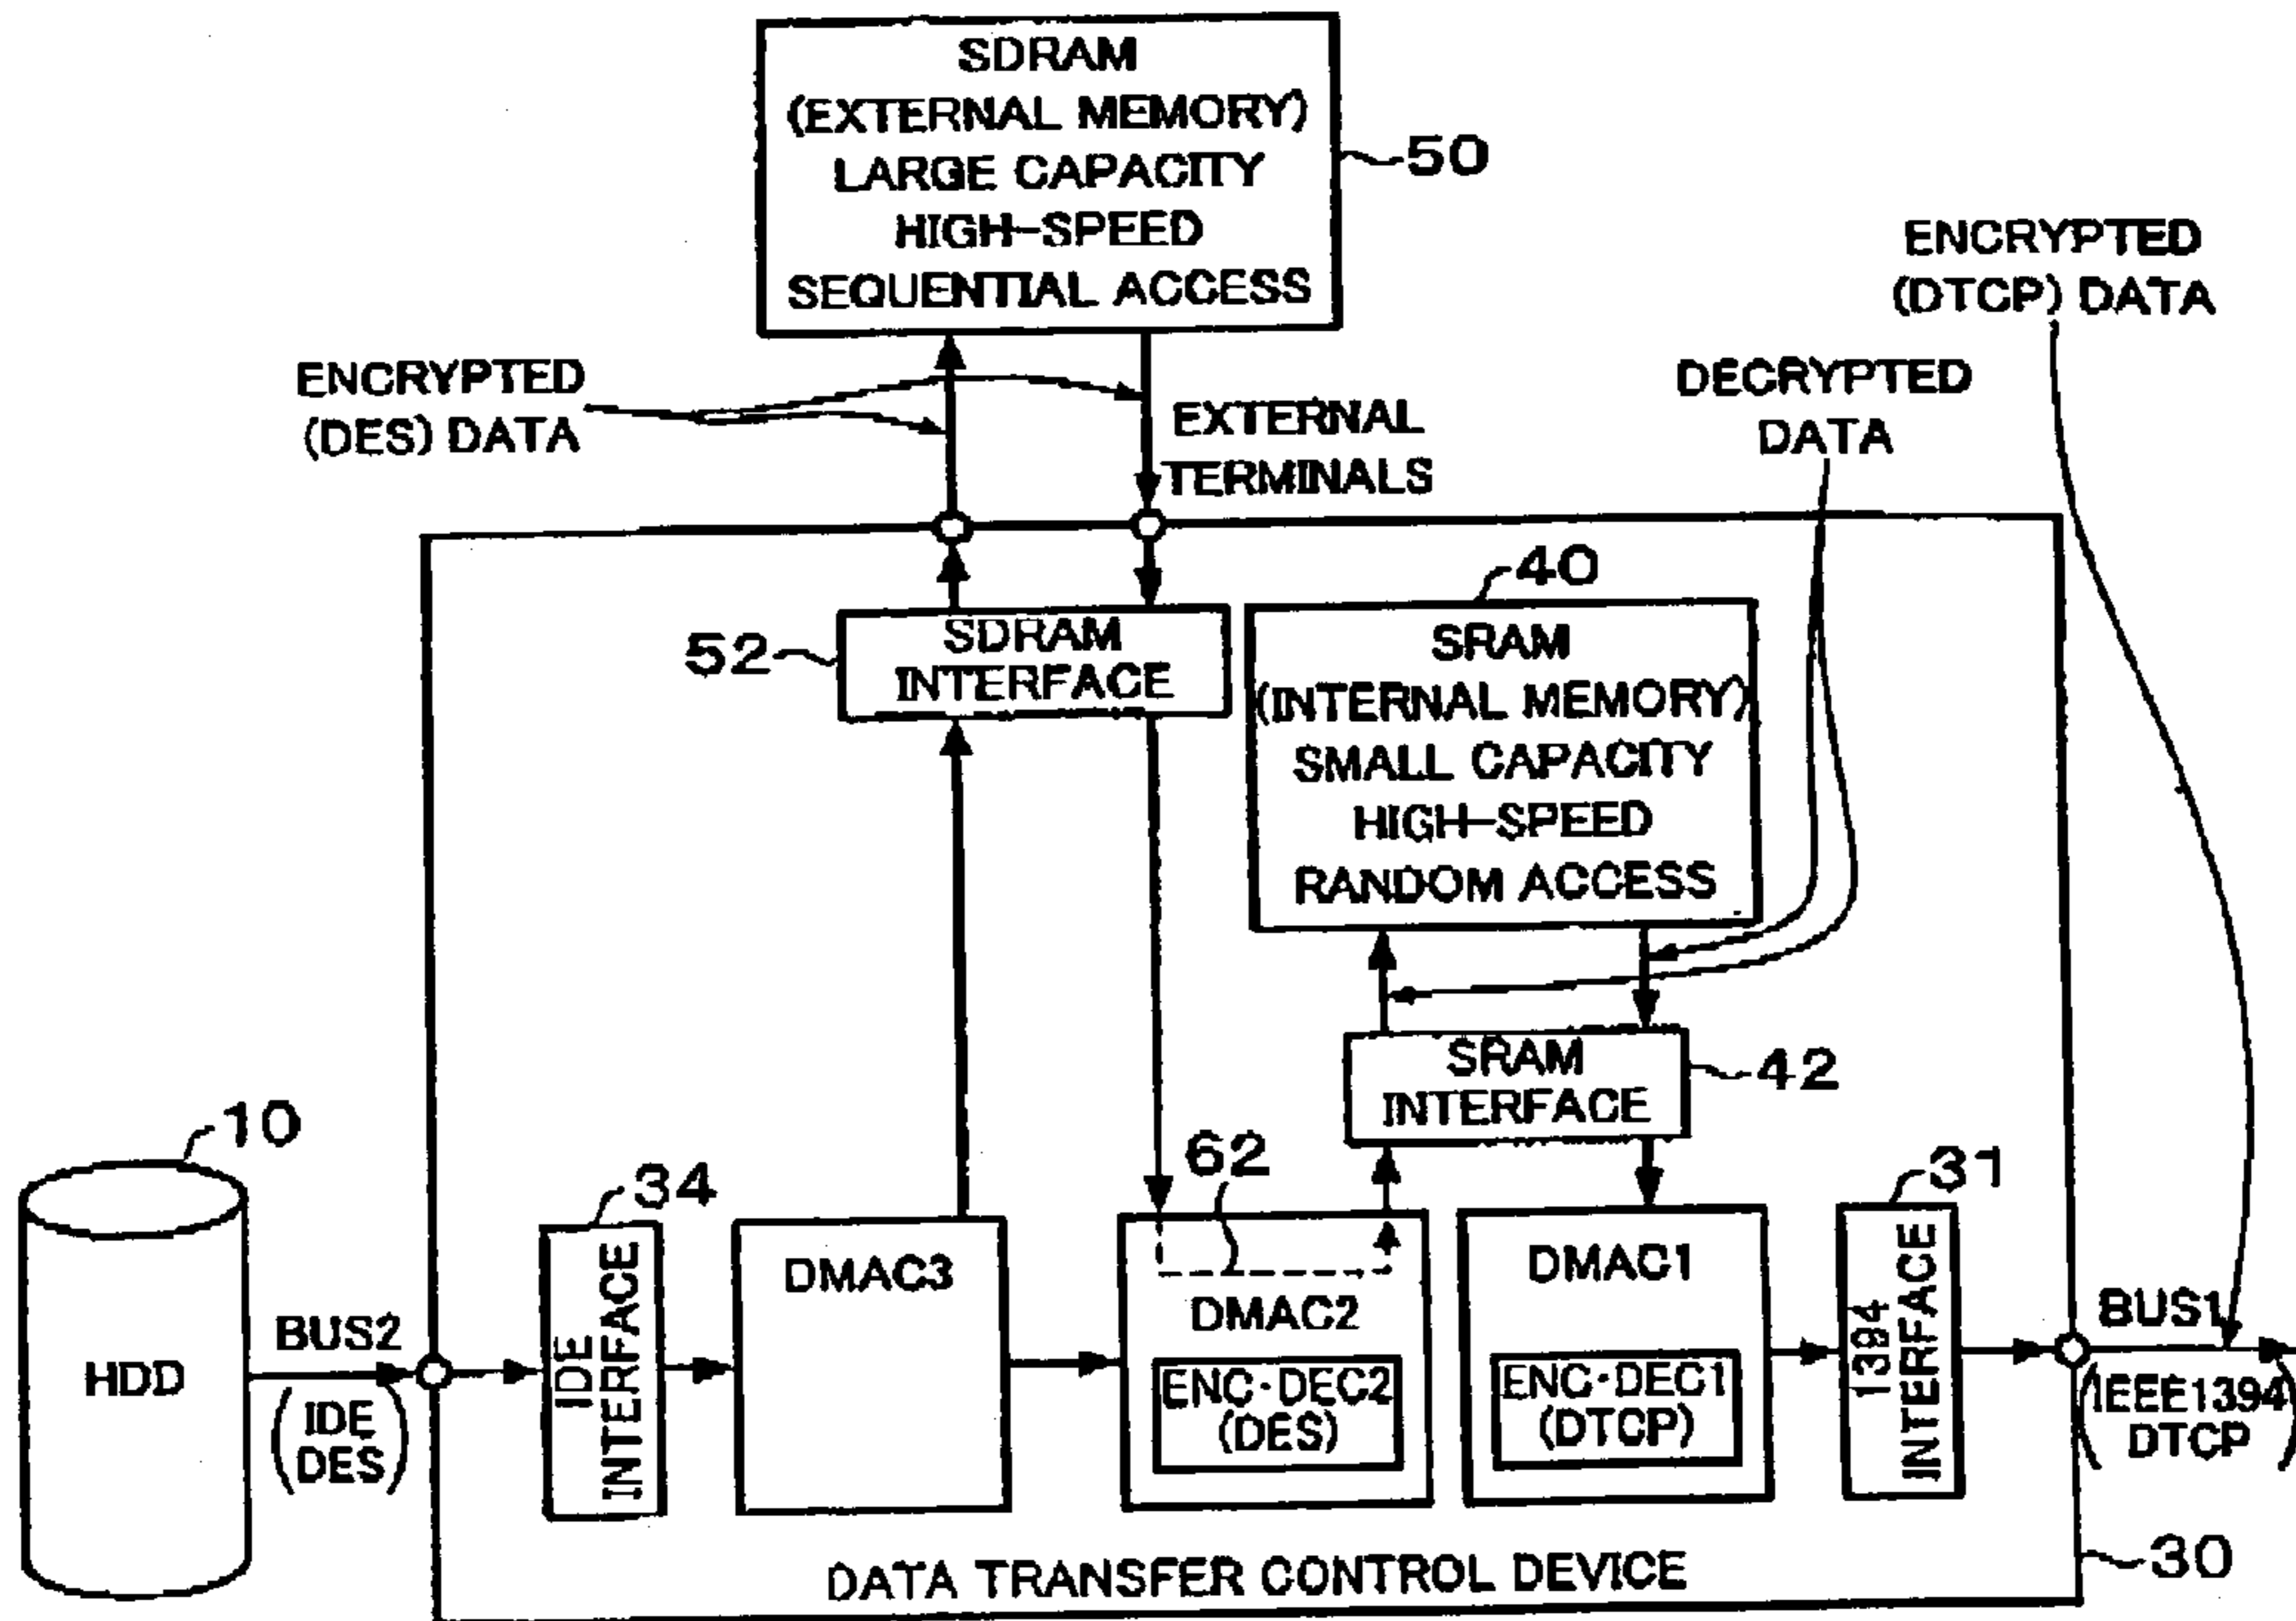 SDRAM
(EXTERNAL MEMORY)
LARGE CAPACITY
HIGH-SPEED
SEQUENTIAL ACCESS
50
ENCRYPTED
(DTCP) DATA
ENCRYPTED
(DES) DATA
DECRYPTED
DATA
EXTERNAL
TERMINALS
52
SDRAM
INTERFACE
40
SRAM
(INTERNAL MEMORY)
SMALL CAPACITY
HIGH-SPEED
RANDOM ACCESS
SRAM
INTERFACE
42
10
HDD
BUS2
(IDE
DES)
34
IDE
INTERFACE
DMAC3
62
DMAC2
ENC·DEC2
(DES)
DMAC1
ENC·DEC1
(DTCP)
31
1394
INTERFACE
BUS1
(IEEE1394
DTCP)
30
DATA TRANSFER CONTROL DEVICE